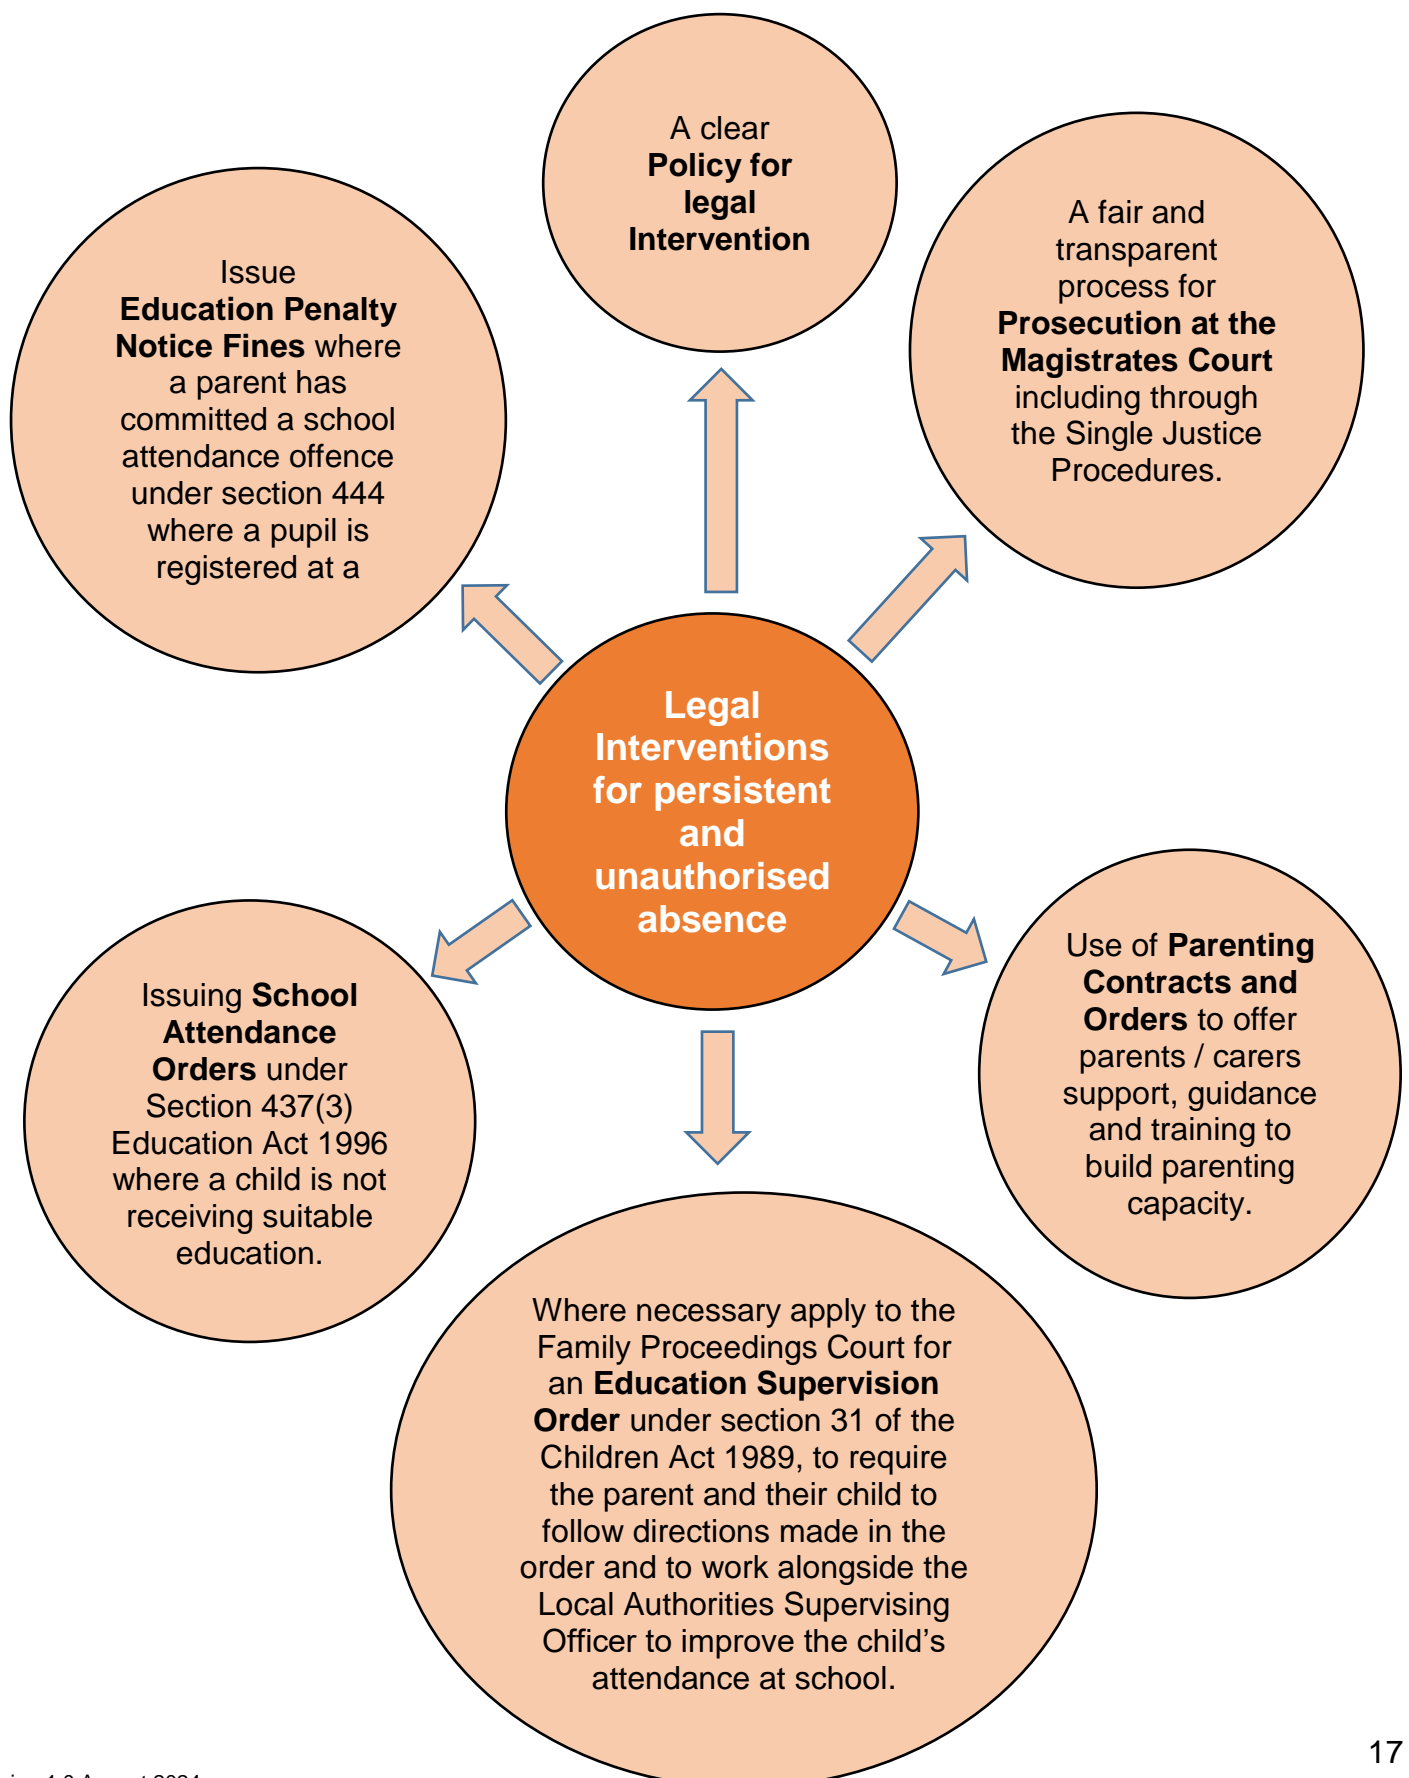 A clear
Policy for
legal
Intervention
A fair and
transparent
process for
Prosecution at the
Magistrates Court
including through
the Single Justice
Procedures.
Issue
Education Penalty
Notice Fines where
a parent has
committed a school
attendance offence
under section 444
where a pupil is
registered at a
Legal
Interventions
for persistent
and
unauthorised
absence
Use of Parenting
Contracts and
Orders to offer
parents / carers
support, guidance
and training to
build parenting
capacity.
Issuing School
Attendance
Orders under
Section 437(3)
Education Act 1996
where a child is not
receiving suitable
education.
Where necessary apply to the
Family Proceedings Court for
an Education Supervision
Order under section 31 of the
Children Act 1989, to require
the parent and their child to
follow directions made in the
order and to work alongside the
Local Authorities Supervising
Officer to improve the child’s
attendance at school.
17